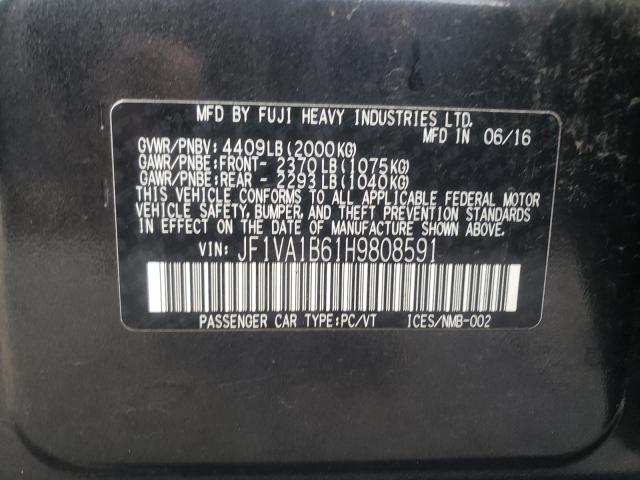 MFD BY FUJI HEAVY INDUSTRIES LTD.
MFD IN 06/16
GVWR/PNBV: 4409LB(2000KG)
GAWR/PNBE:FRONT- 2370LB(1075KG)
GAWR/PNBE:REAR - 2293LB(1040KG)
THIS VEHICLE CONFORMS TO ALL APPLICABLE FEDERAL MOTOR
VEHICLE SAFETY, BUMPER, AND THEFT PREVENTION STANDARDS
IN EFFECT ON THE DATE OF MANUFACTURE SHOWN ABOVE.
VIN: JF1VA1B61H9808591
PASSENGER CAR TYPE:PC/VT ICES/NMB-002